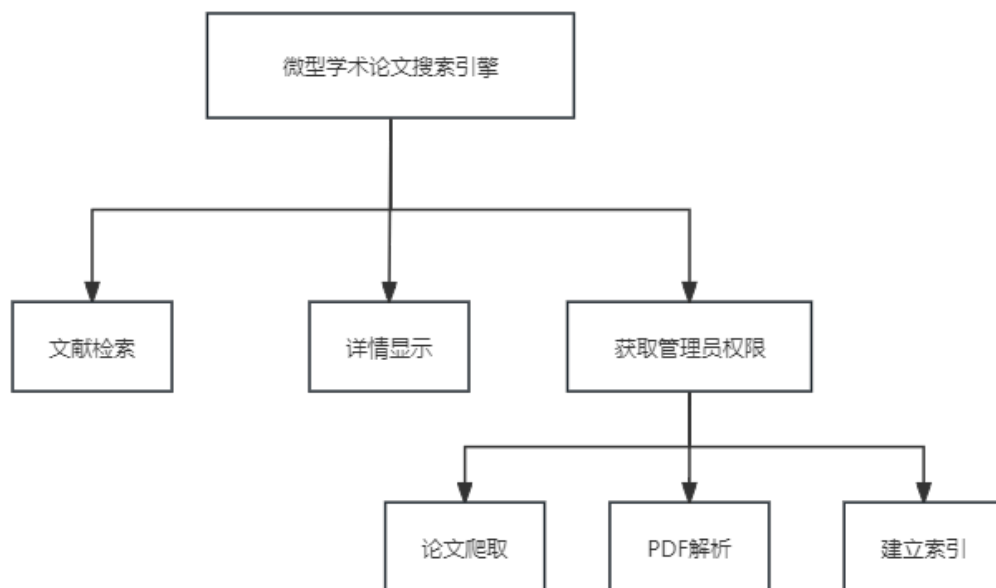 微型学术论文搜索引擎
文献检索
详情显示
获取管理员权限
论文爬取
PDF解析
建立索引